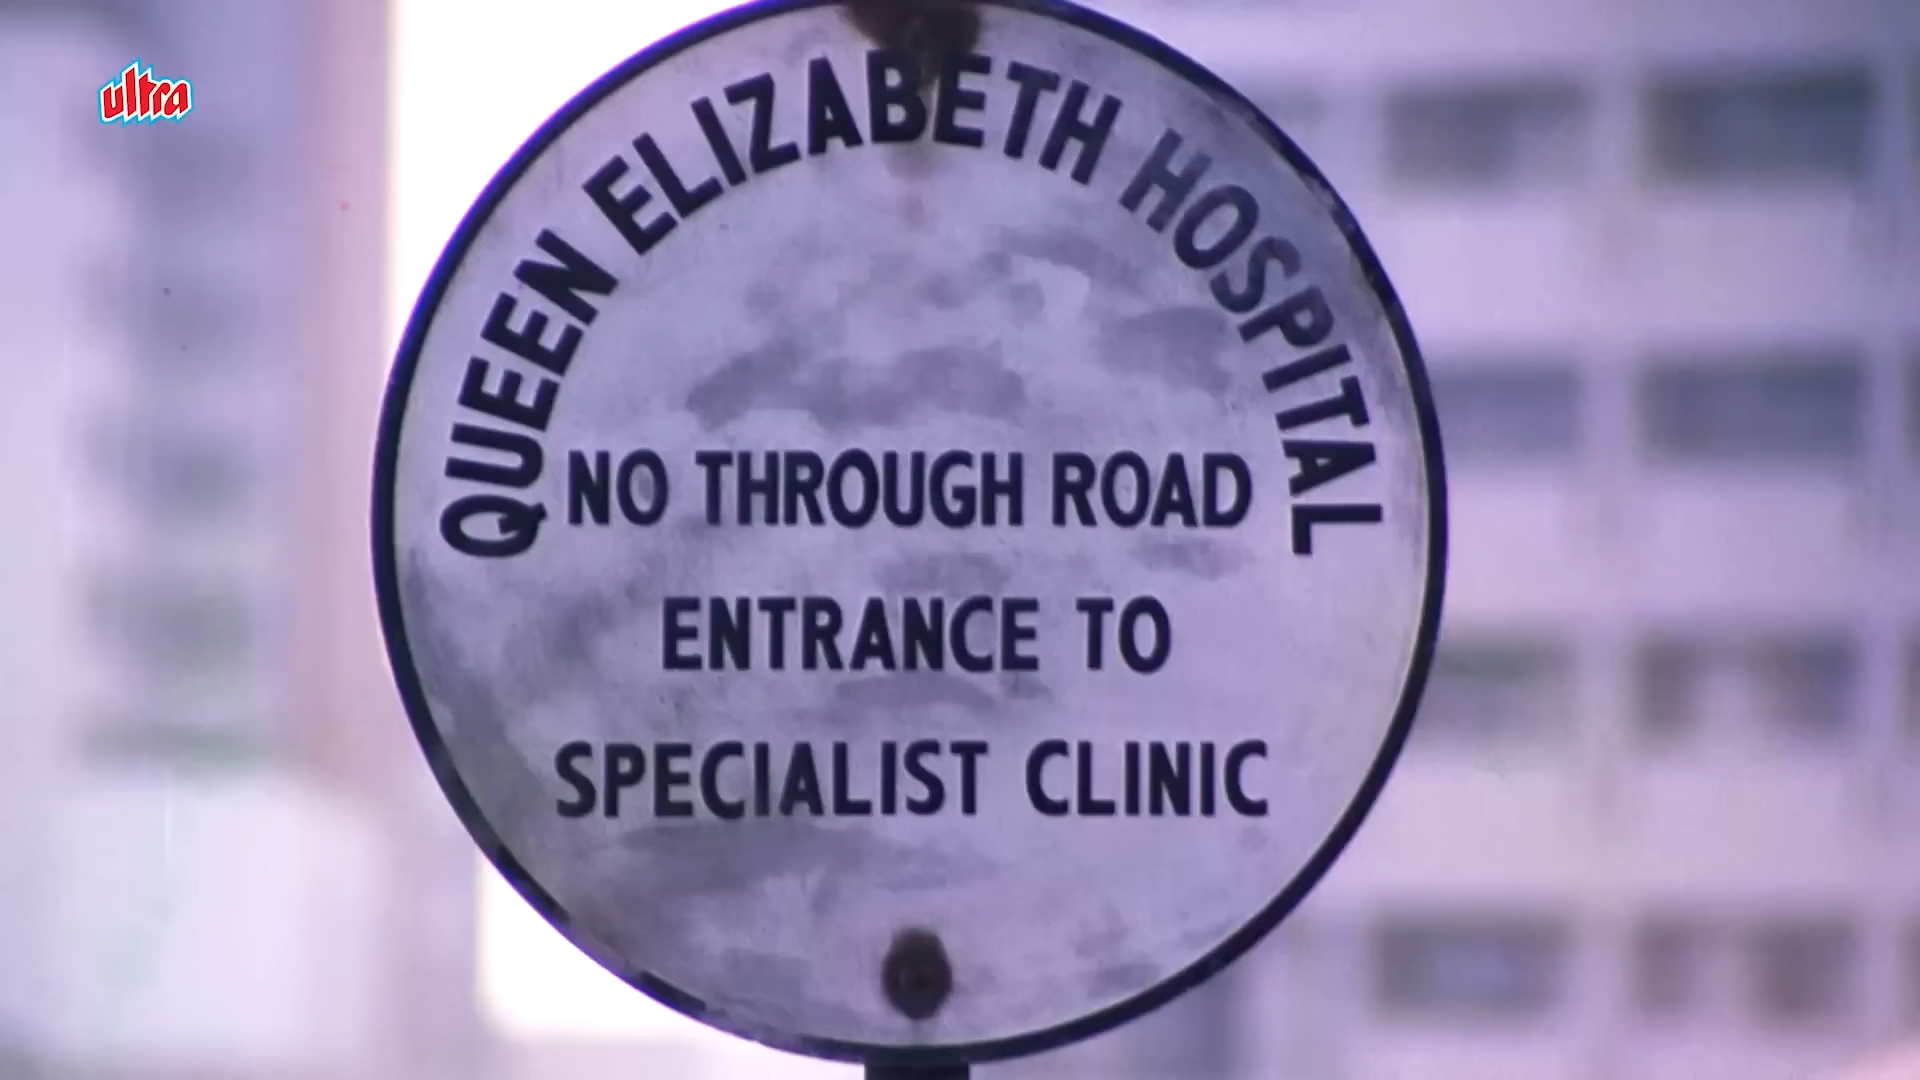 ultra
QUEEN ELIZABETH HOSPITAL
NO THROUGH ROAD
ENTRANCE TO
SPECIALIST CLINIC